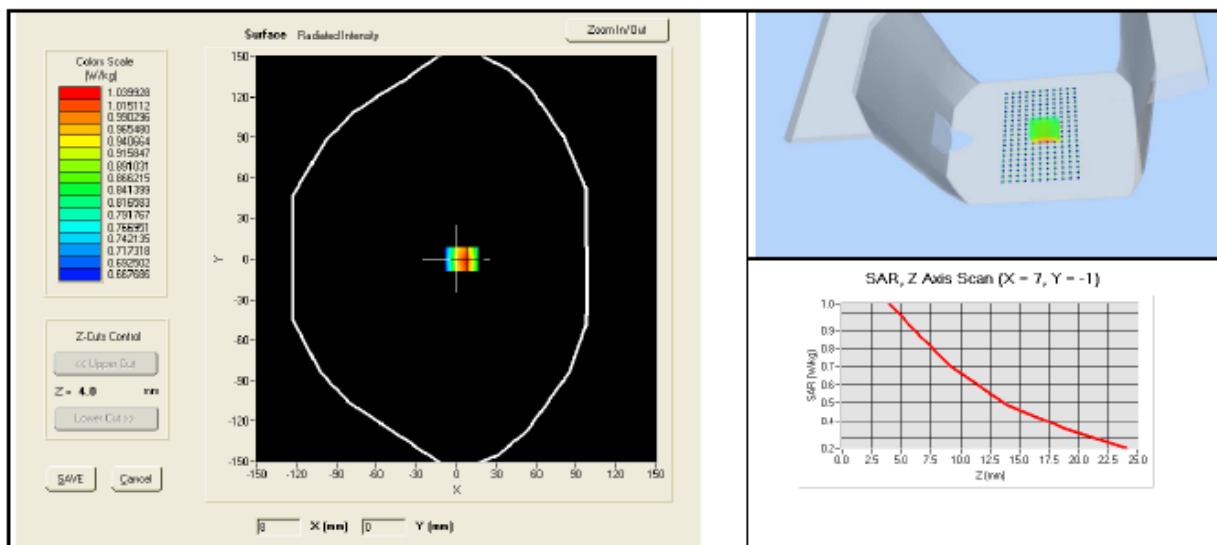 Surface Radiated Intensity
Zoom In/Out
Colors Scale
(W/kg)
1.039928
1.015112
0.990296
0.965480
0.940664
0.915847
0.891031
0.866215
0.841399
0.816583
0.791767
0.766951
0.742135
0.717318
0.692502
0.667686
Z-Cuts Control
<< Upper Cut
Z = 4.0 mm
Lower Cut >>
SAVE Cancel
150
120
90
60
30
0
-30
-60
-90
-120
-150
Y
-150 -120 -90 -60 -30 0 30 60 90 120 150
X
8 X (mm) 0 Y (mm)
SAR, Z Axis Scan (X = 7, Y = -1)
SAR (W/kg)
1.0
0.9
0.8
0.7
0.6
0.5
0.4
0.2
0.0 2.5 5.0 7.5 10.0 12.5 15.0 17.5 20.0 22.5 25.0
Z (mm)